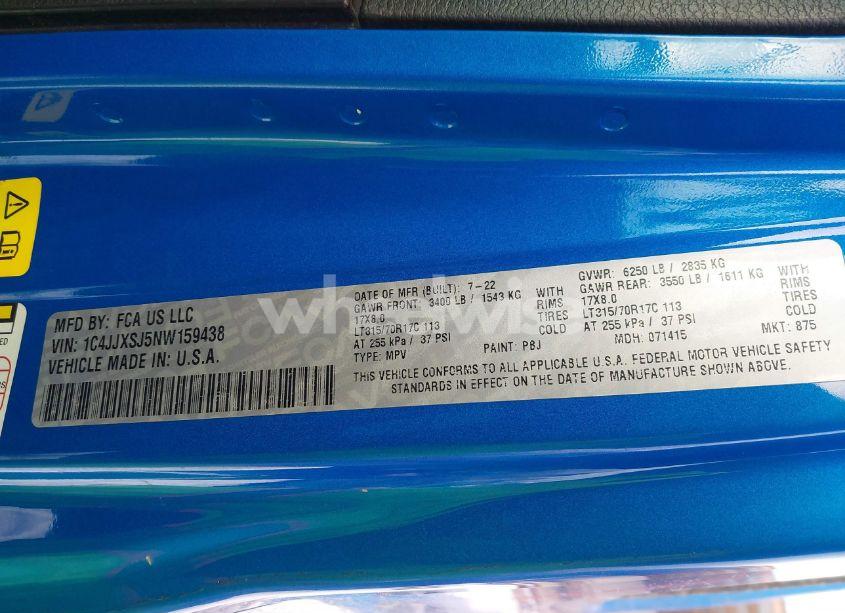 MFD BY: FCA US LLC
VIN: 1C4JJXSJ5NW159438
VEHICLE MADE IN: U.S.A.
DATE OF MFR (BUILT): 7-22
GAWR FRONT: 3400 LB / 1543 KG WITH
17X8.0 RIMS
LT315/70R17C 113 TIRES
AT 255 kPa / 37 PSI COLD
TYPE: MPV PAINT: PBJ
GVWR: 6250 LB / 2835 KG
GAWR REAR: 3550 LB / 1611 KG WITH
17X8.0 RIMS
LT315/70R17C 113 TIRES
AT 255 kPa / 37 PSI COLD
MDH: 071415 MKT: 875
THIS VEHICLE CONFORMS TO ALL APPLICABLE U.S.A. FEDERAL MOTOR VEHICLE SAFETY
STANDARDS IN EFFECT ON THE DATE OF MANUFACTURE SHOWN ABOVE.